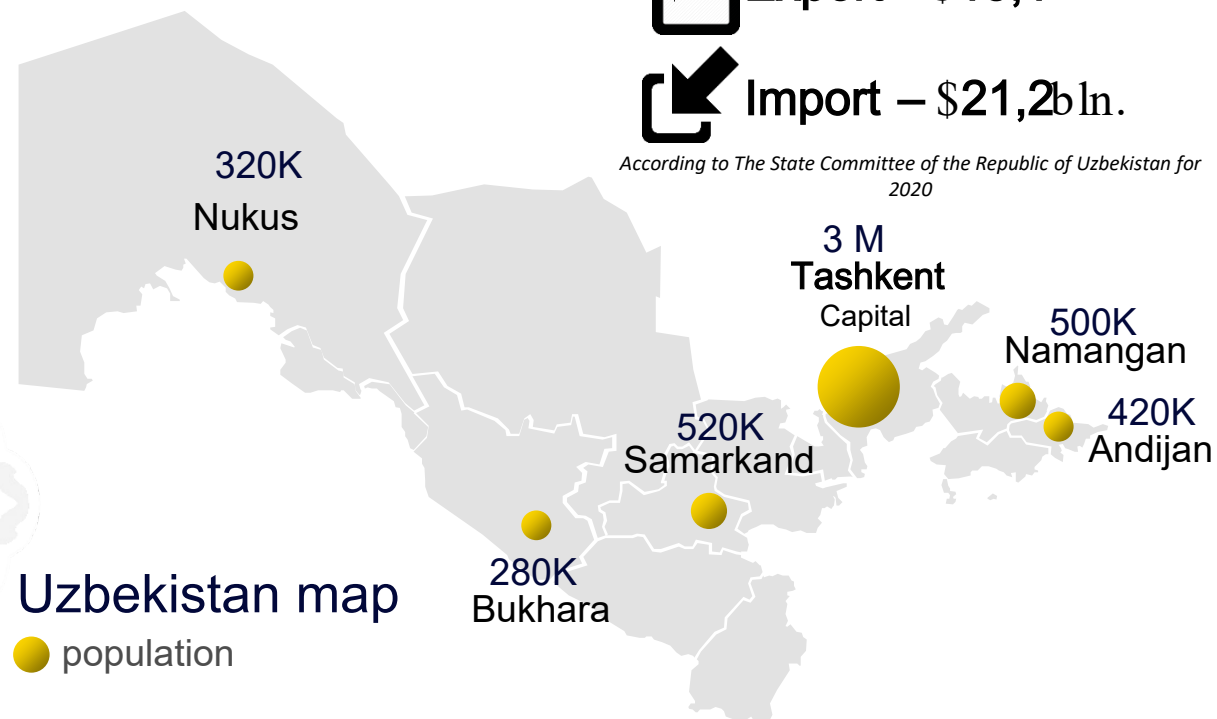 Import – $21,2bln.
According to The State Committee of the Republic of Uzbekistan for
2020
320K
Nukus
3 M
Tashkent
Capital
500K
Namangan
420K
Andijan
520K
Samarkand
280K
Bukhara
Uzbekistan map
population